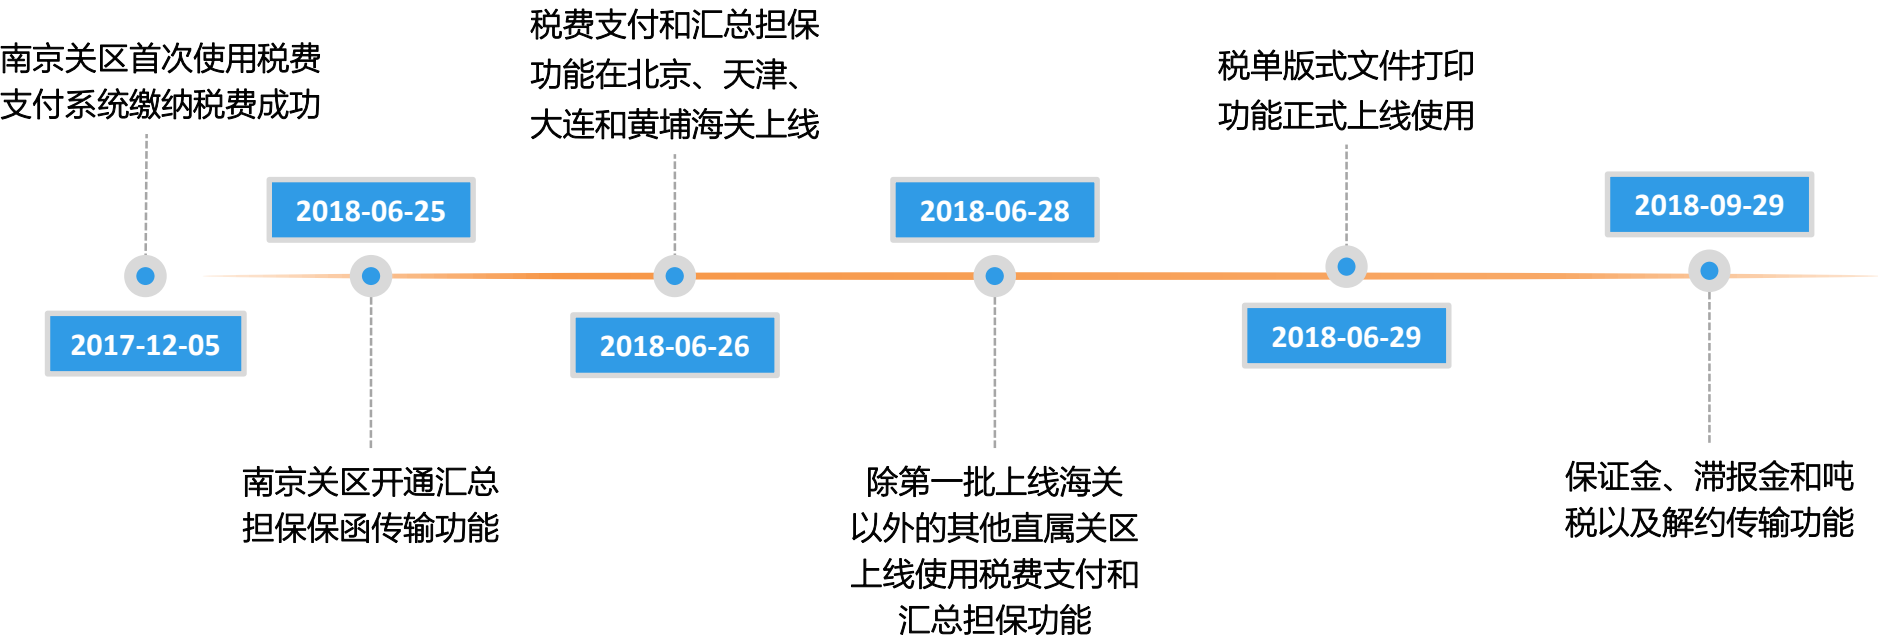 南京关区首次使用税费
支付系统缴纳税费成功
2017-12-05
2018-06-25
南京关区开通汇总
担保保函传输功能
税费支付和汇总担保
功能在北京、天津、
大连和黄埔海关上线
2018-06-26
2018-06-28
除第一批上线海关
以外的其他直属关区
上线使用税费支付和
汇总担保功能
税单版式文件打印
功能正式上线使用
2018-06-29
2018-09-29
保证金、滞报金和吨
税以及解约传输功能